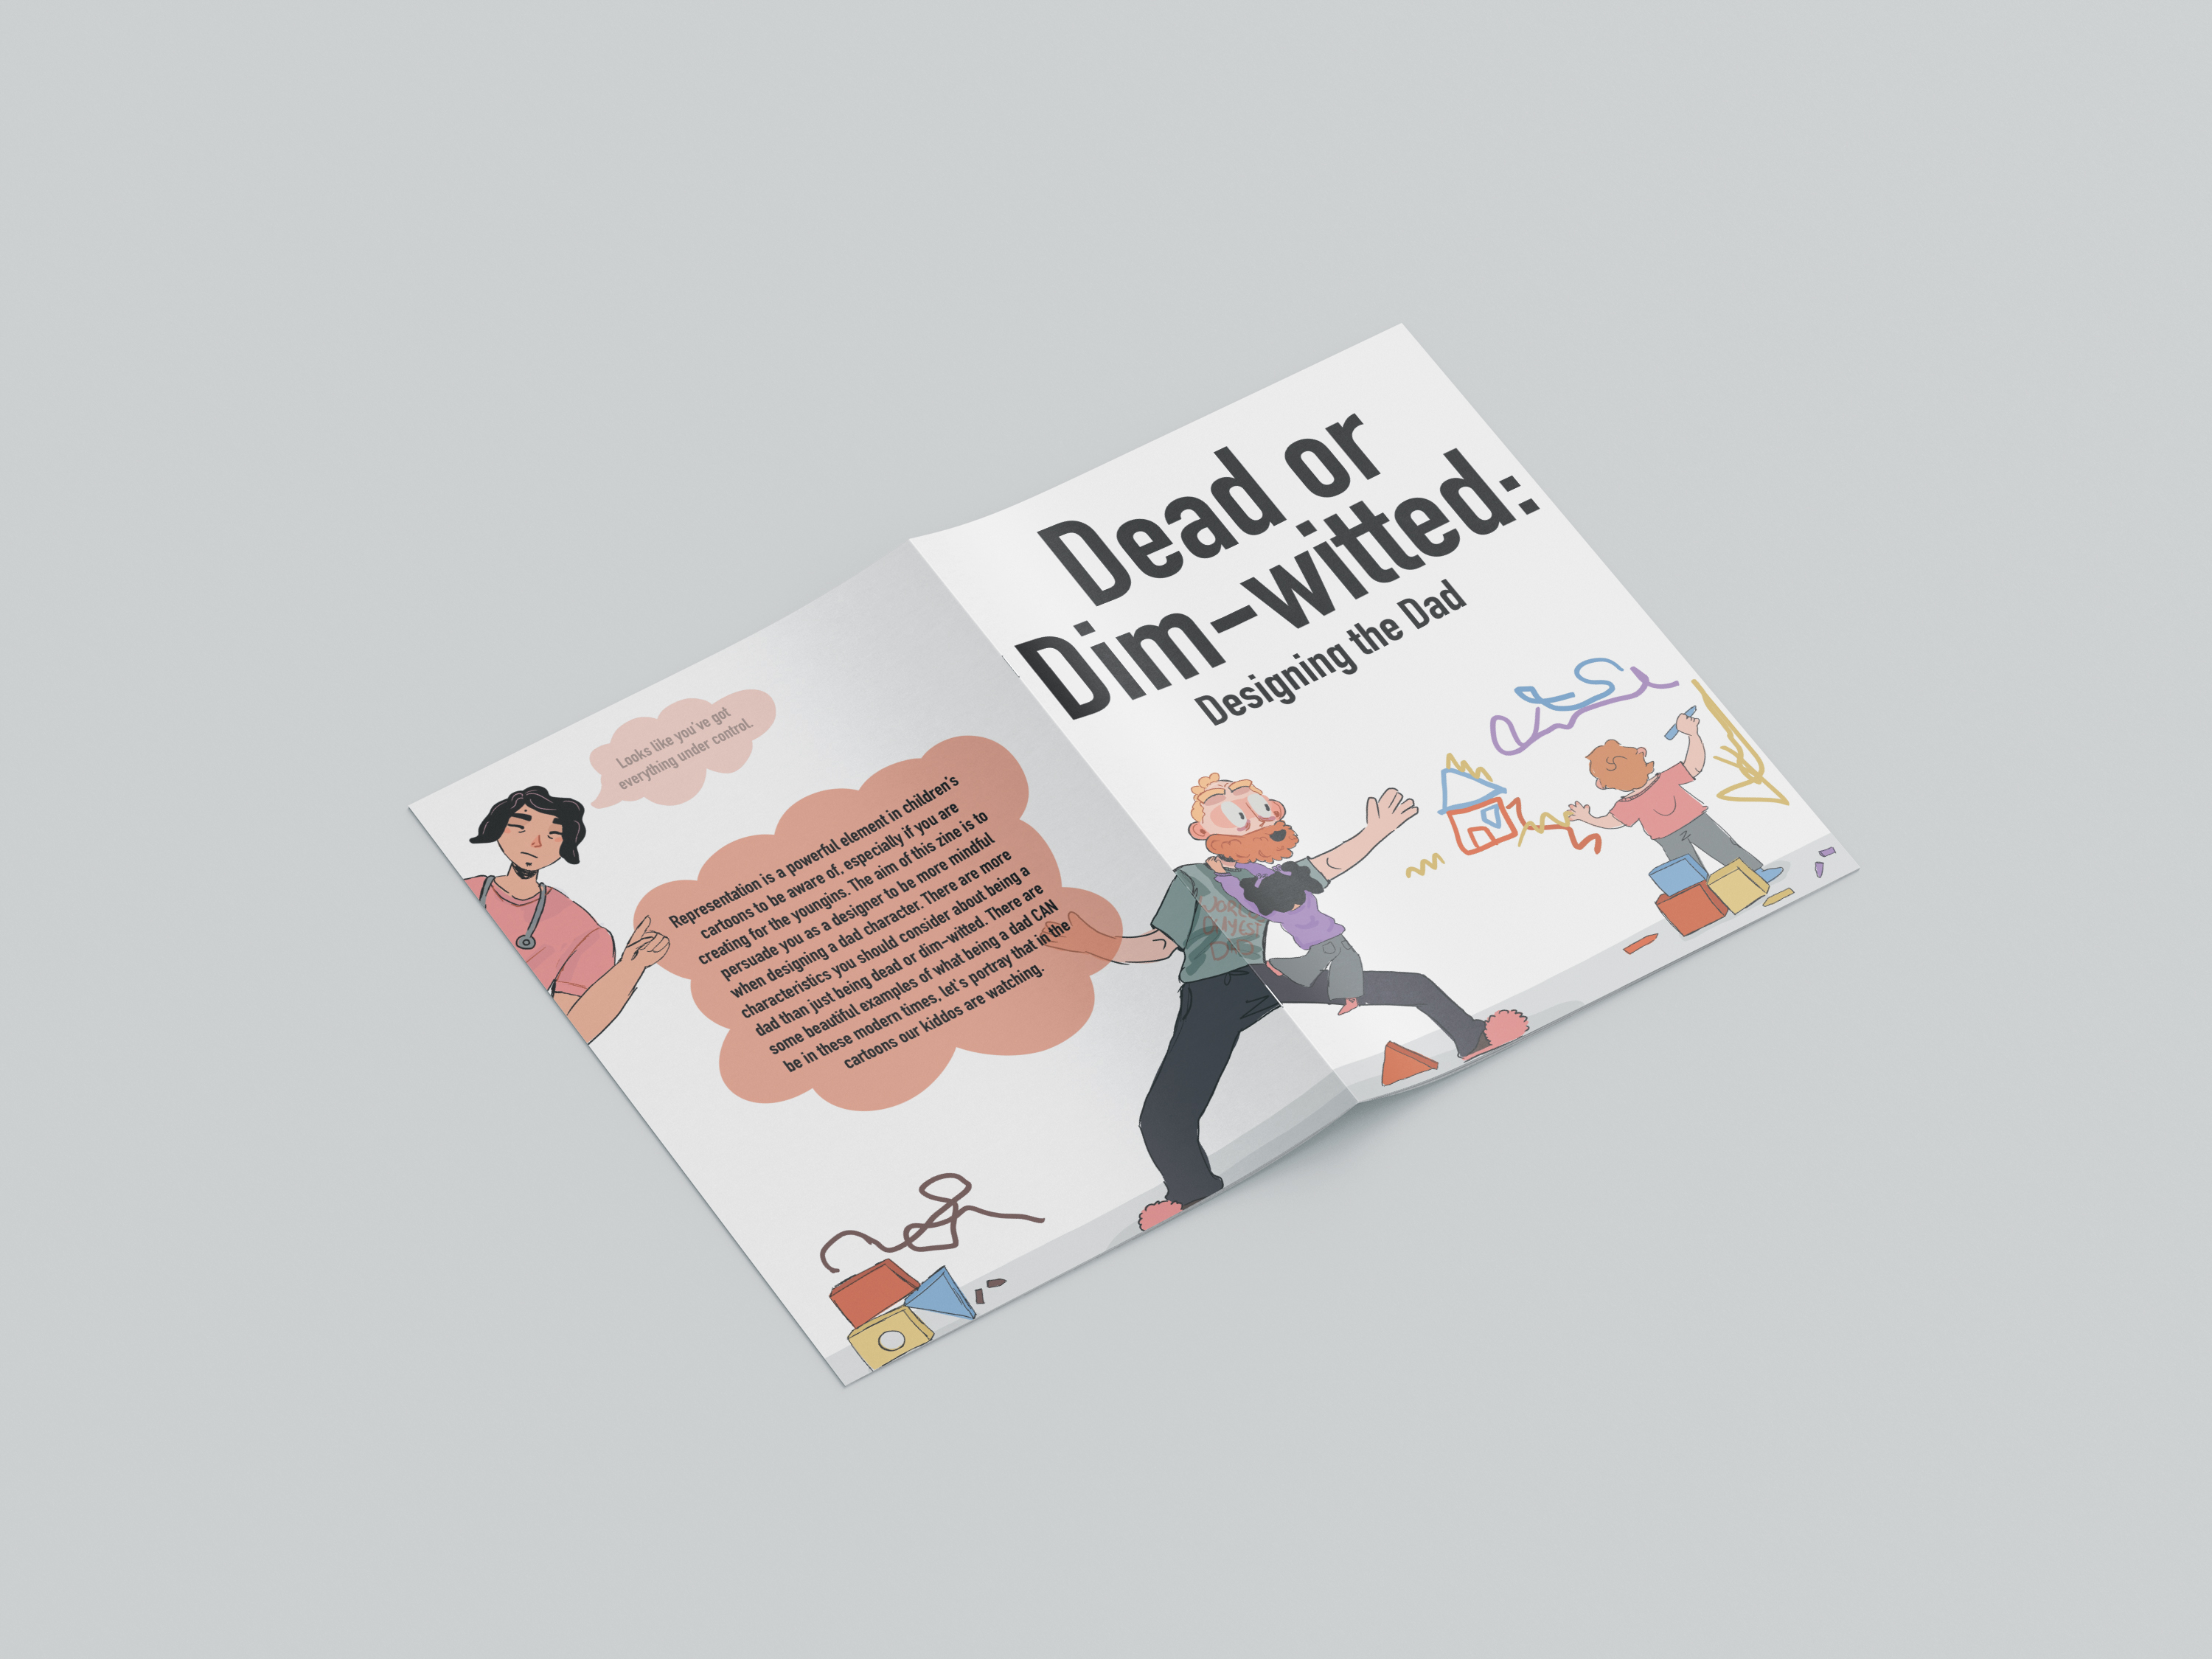 Dead or
Dim-witted:
Designing the Dad
Looks like you've got
everything under control.
Representation is a powerful element in children's
cartoons to be aware of, especially if you are
creating for the youngins. The aim of this zine is to
persuade you as a designer to be more mindful
when designing a dad character. There are more
characteristics you should consider about being a
dad than just being dead or dim-witted. There are
some beautiful examples of what being a dad CAN
be in these modern times, let's portray that in the
cartoons our kiddos are watching.